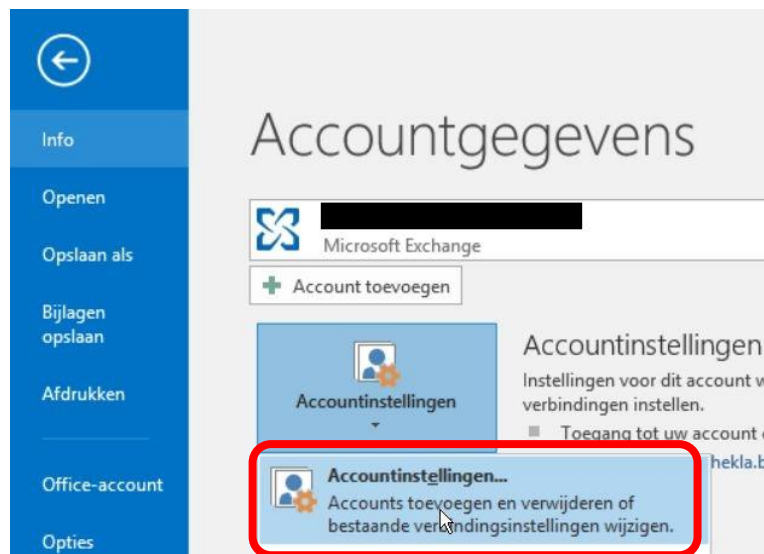 Info
Openen
Opslaan als
Bijlagen
opslaan
Afdrukken
Office-account
Opties
Accountgegevens
Microsoft Exchange
Account toevoegen
Accountinstellingen
Accountinstellingen
Instellingen voor dit account
verbindingen instellen.
Toegang tot uw account
hekla.b
Accountinstellingen...
Accounts toevoegen en verwijderen of
bestaande verbindingsinstellingen wijzigen.